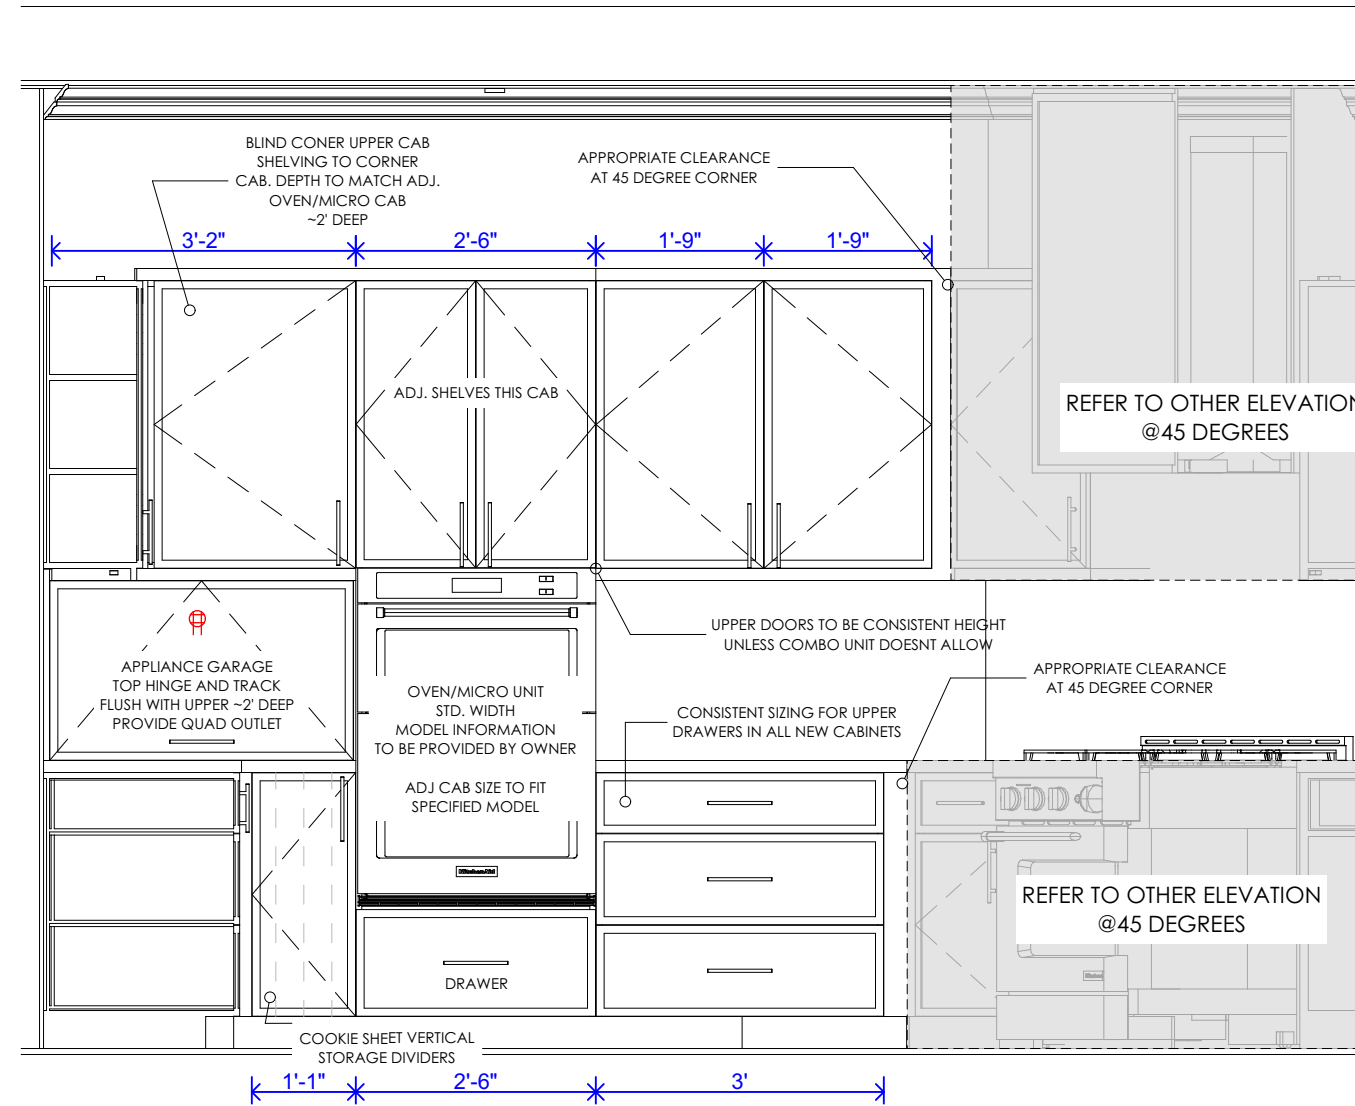 BLIND CONER UPPER CAB
SHELVING TO CORNER
CAB. DEPTH TO MATCH ADJ.
OVEN/MICRO CAB
~2' DEEP
APPROPRIATE CLEARANCE
AT 45 DEGREE CORNER
3'-2"
2'-6"
1'-9"
1'-9"
ADJ. SHELVES THIS CAB
REFER TO OTHER ELEVATION
@45 DEGREES
UPPER DOORS TO BE CONSISTENT HEIGHT
UNLESS COMBO UNIT DOESNT ALLOW
APPLIANCE GARAGE
TOP HINGE AND TRACK
FLUSH WITH UPPER ~2' DEEP
PROVIDE QUAD OUTLET
OVEN/MICRO UNIT
STD. WIDTH
MODEL INFORMATION
TO BE PROVIDED BY OWNER
ADJ CAB SIZE TO FIT
SPECIFIED MODEL
APPROPRIATE CLEARANCE
AT 45 DEGREE CORNER
CONSISTENT SIZING FOR UPPER
DRAWERS IN ALL NEW CABINETS
KitchenAid
REFER TO OTHER ELEVATION
@45 DEGREES
DRAWER
COOKIE SHEET VERTICAL
STORAGE DIVIDERS
1'-1"
2'-6"
3'